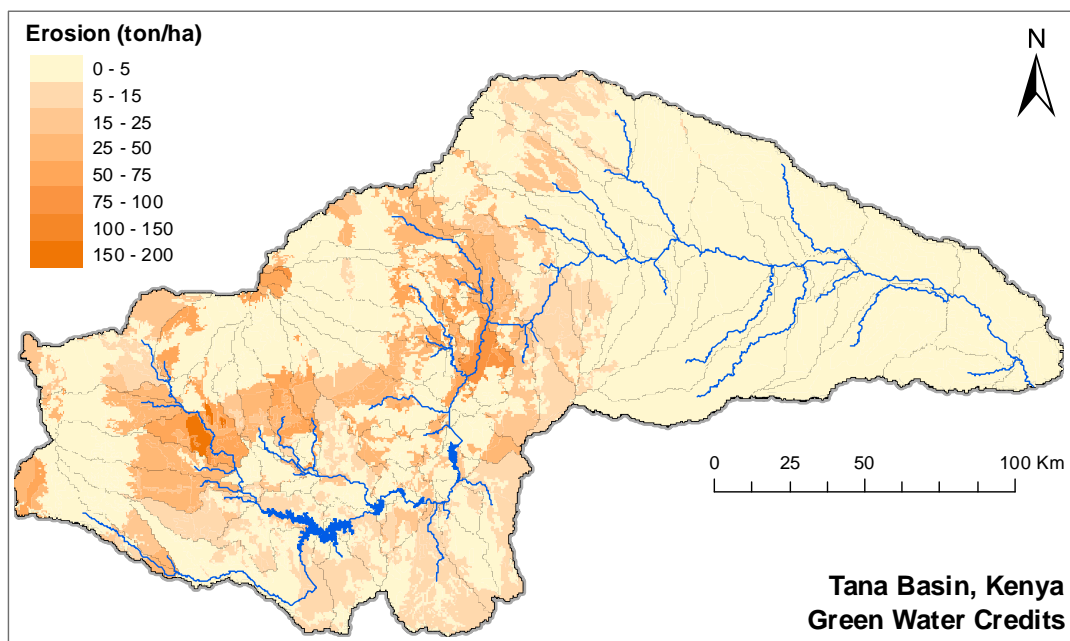 Erosion (ton/ha)
0 - 5
5 - 15
15 - 25
25 - 50
50 - 75
75 - 100
100 - 150
150 - 200
N
0 25 50 100 Km
Tana Basin, Kenya
Green Water Credits